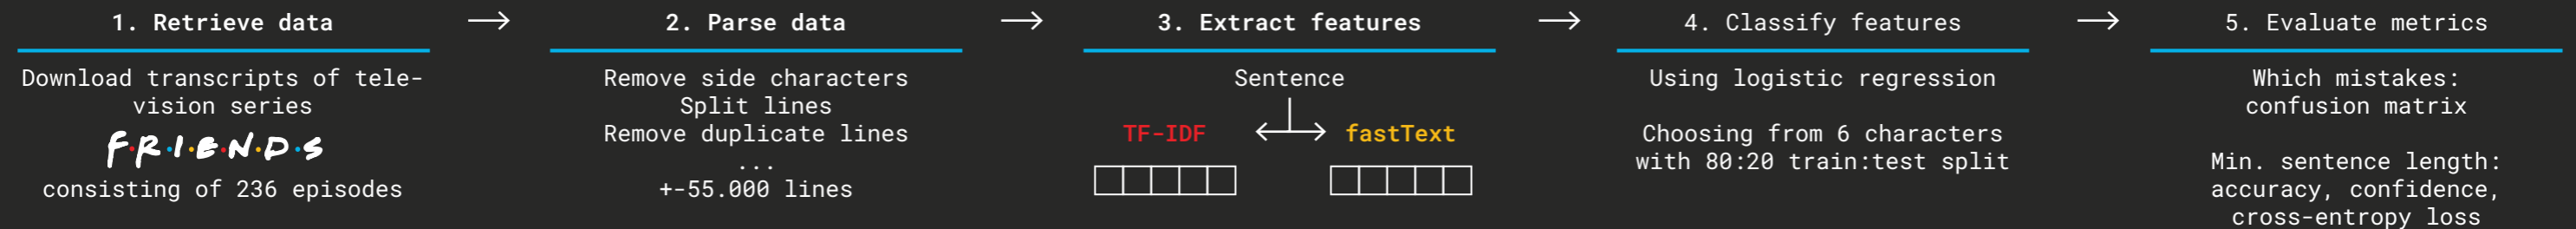 1. Retrieve data
Download transcripts of tele-
vision series
F·R·I·E·N·D·S
consisting of 236 episodes
→
2. Parse data
Remove side characters
Split lines
Remove duplicate lines
...
+-55.000 lines
→
3. Extract features
Sentence
TF-IDF
fastText
→
4. Classify features
Using logistic regression
Choosing from 6 characters
with 80:20 train:test split
→
5. Evaluate metrics
Which mistakes:
confusion matrix
Min. sentence length:
accuracy, confidence,
cross-entropy loss